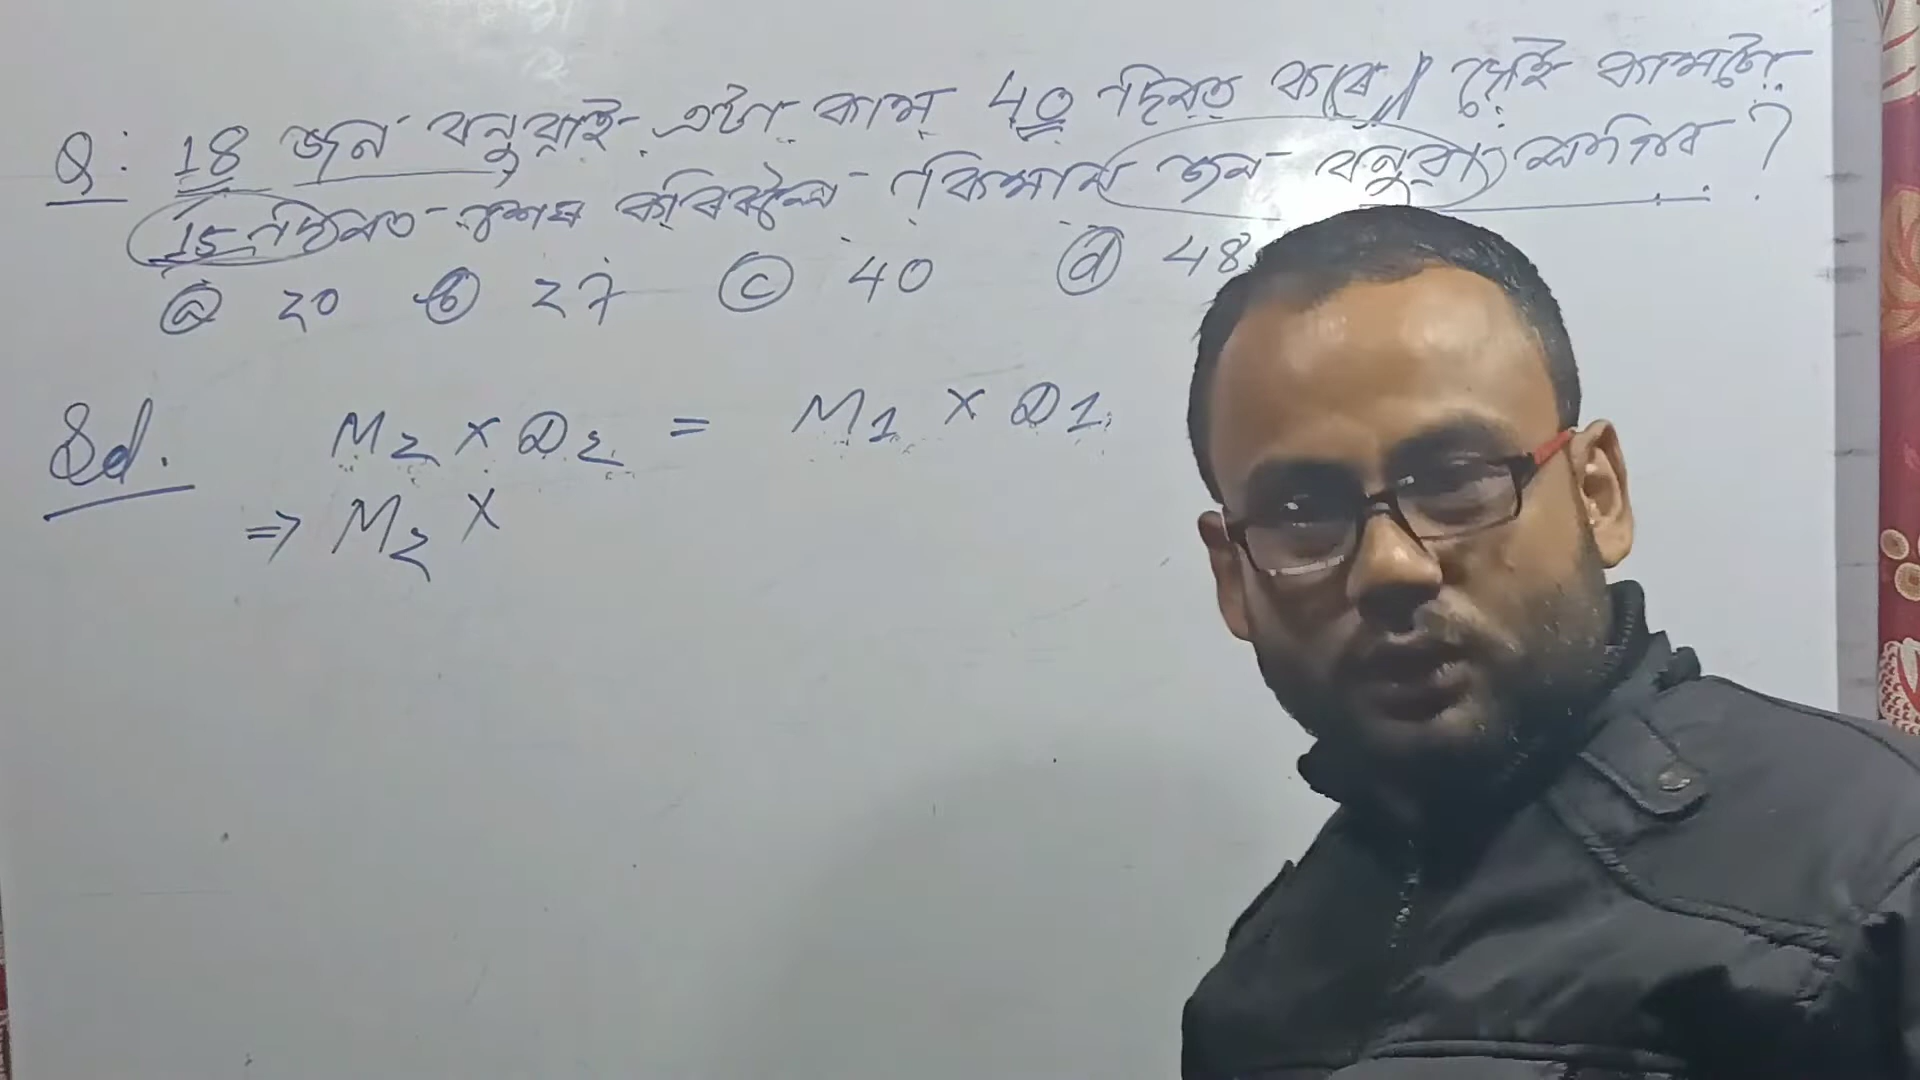 Q: 18 জন বনুৱাই এটা কাম 40 দিনত কৰে। সেই কামটো
15 দিনত শেষ কৰিবলৈ কিমান জন বনুৱা লাগিব?
ⓐ 20 ⓑ 27 ⓒ 40 ⓓ 48
Sol. M2 × D2 = M1 × D1
⇒ M2 ×